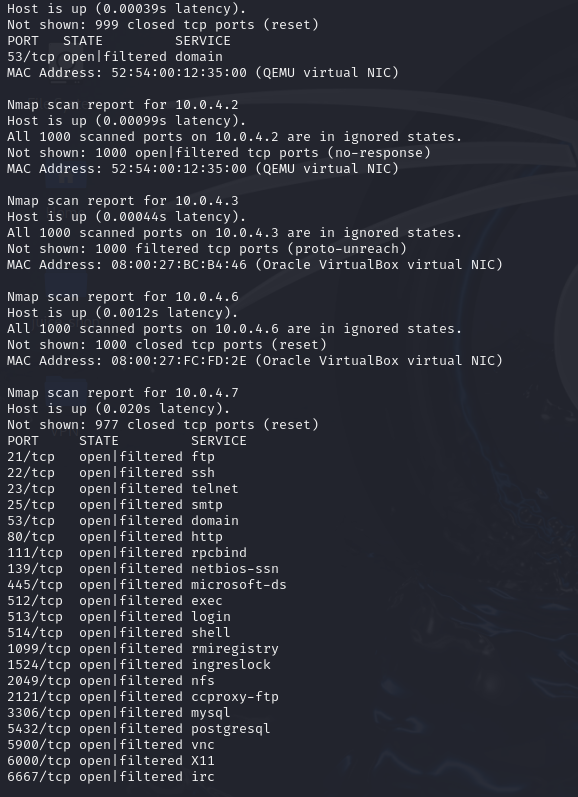 Host is up (0.00039s latency).
Not shown: 999 closed tcp ports (reset)
PORT   STATE         SERVICE
53/tcp open|filtered domain
MAC Address: 52:54:00:12:35:00 (QEMU virtual NIC)

Nmap scan report for 10.0.4.2
Host is up (0.00099s latency).
All 1000 scanned ports on 10.0.4.2 are in ignored states.
Not shown: 1000 open|filtered tcp ports (no-response)
MAC Address: 52:54:00:12:35:00 (QEMU virtual NIC)

Nmap scan report for 10.0.4.3
Host is up (0.00044s latency).
All 1000 scanned ports on 10.0.4.3 are in ignored states.
Not shown: 1000 filtered tcp ports (proto-unreach)
MAC Address: 08:00:27:BC:B4:46 (Oracle VirtualBox virtual NIC)

Nmap scan report for 10.0.4.6
Host is up (0.0012s latency).
All 1000 scanned ports on 10.0.4.6 are in ignored states.
Not shown: 1000 closed tcp ports (reset)
MAC Address: 08:00:27:FC:FD:2E (Oracle VirtualBox virtual NIC)

Nmap scan report for 10.0.4.7
Host is up (0.020s latency).
Not shown: 977 closed tcp ports (reset)
PORT     STATE         SERVICE
21/tcp   open|filtered ftp
22/tcp   open|filtered ssh
23/tcp   open|filtered telnet
25/tcp   open|filtered smtp
53/tcp   open|filtered domain
80/tcp   open|filtered http
111/tcp  open|filtered rpcbind
139/tcp  open|filtered netbios-ssn
445/tcp  open|filtered microsoft-ds
512/tcp  open|filtered exec
513/tcp  open|filtered login
514/tcp  open|filtered shell
1099/tcp open|filtered rmiregistry
1524/tcp open|filtered ingreslock
2049/tcp open|filtered nfs
2121/tcp open|filtered ccproxy-ftp
3306/tcp open|filtered mysql
5432/tcp open|filtered postgresql
5900/tcp open|filtered vnc
6000/tcp open|filtered X11
6667/tcp open|filtered irc